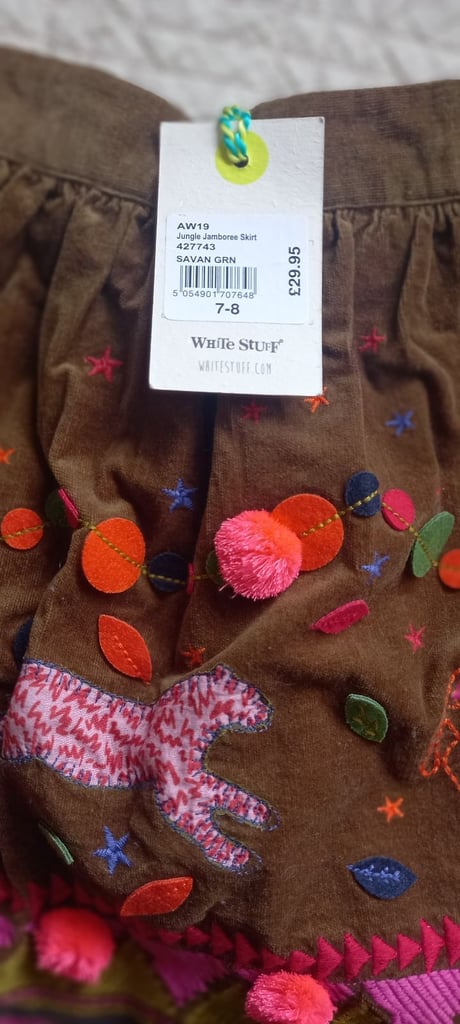 AW19
Jungle Jamboree Skirt
427743
SAVAN GRN
5 054901 707648
7-8
£29.95
WHITE STUFF®
WHITESTUFF.COM